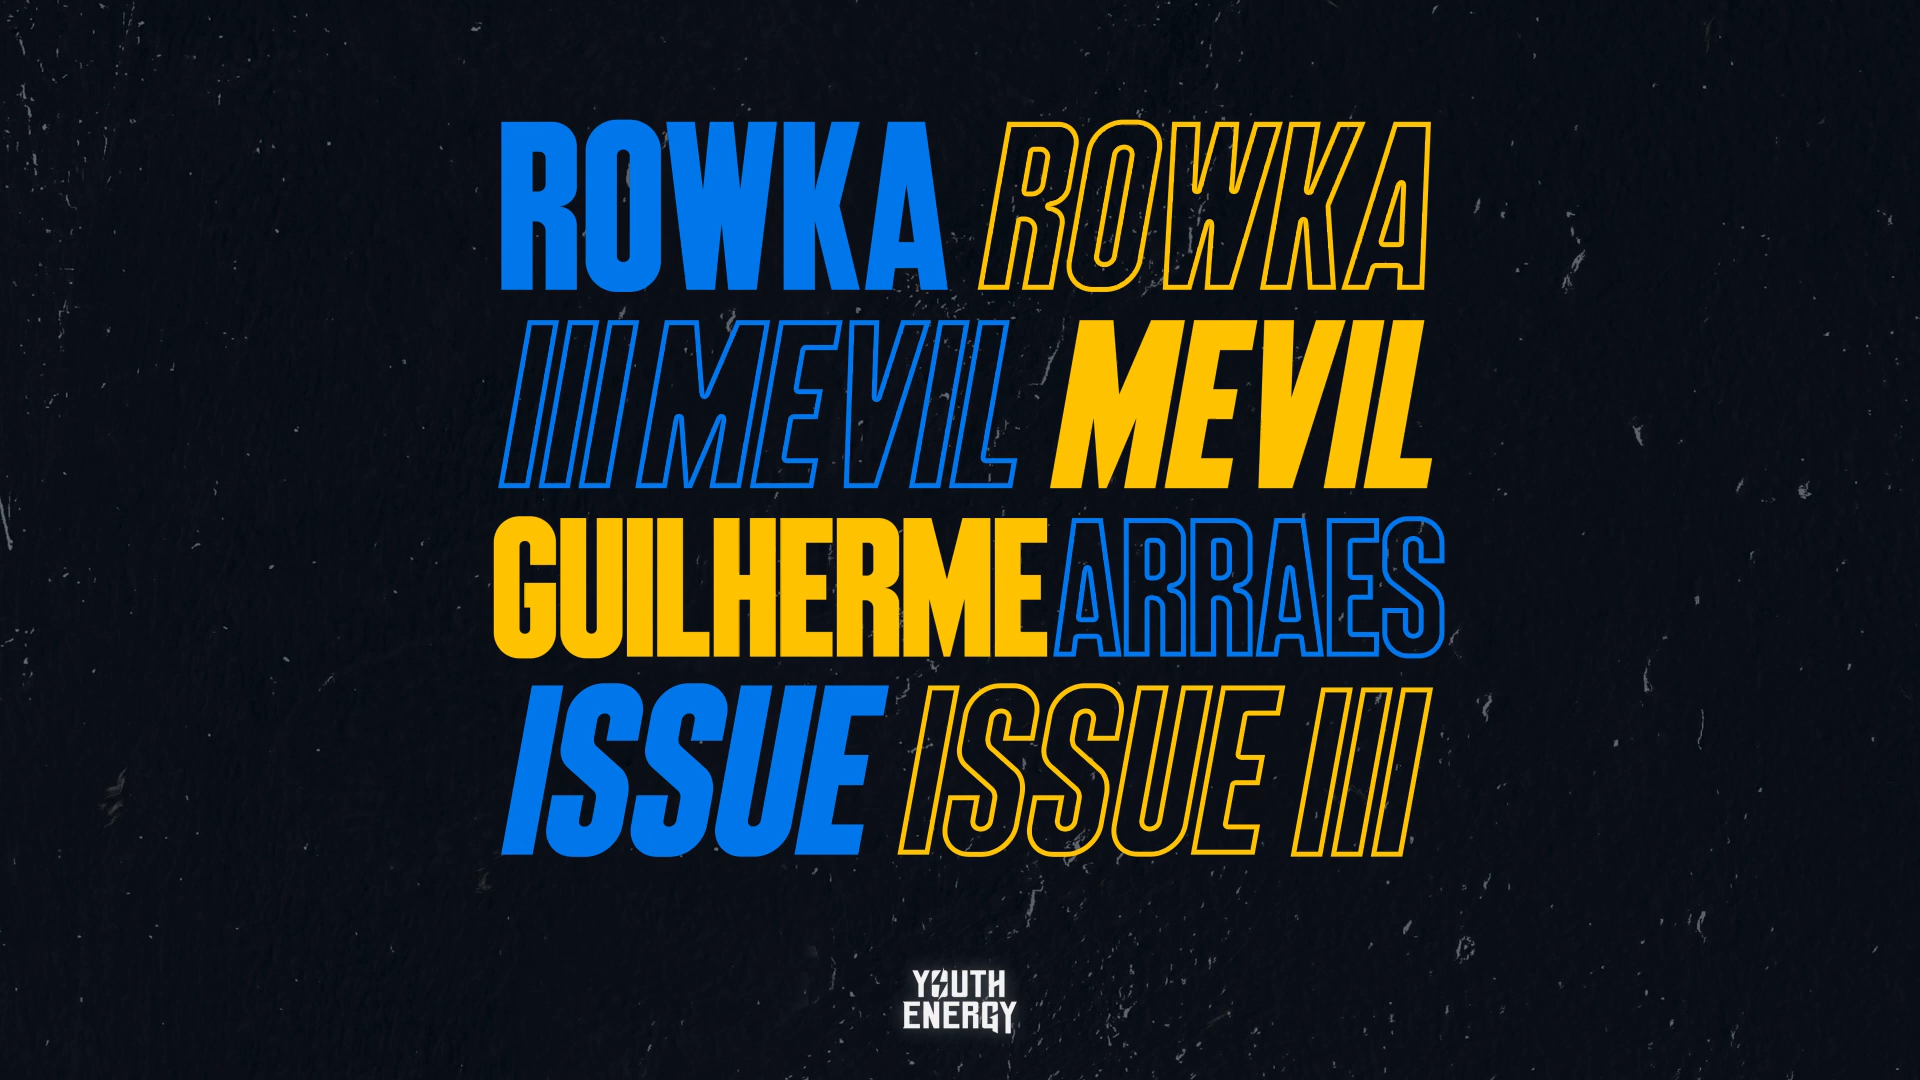 ROWKA ROWKA
III MEVIL MEVIL
GUILHERME ARRAES
ISSUE ISSUE III
YOUTH
ENERGY